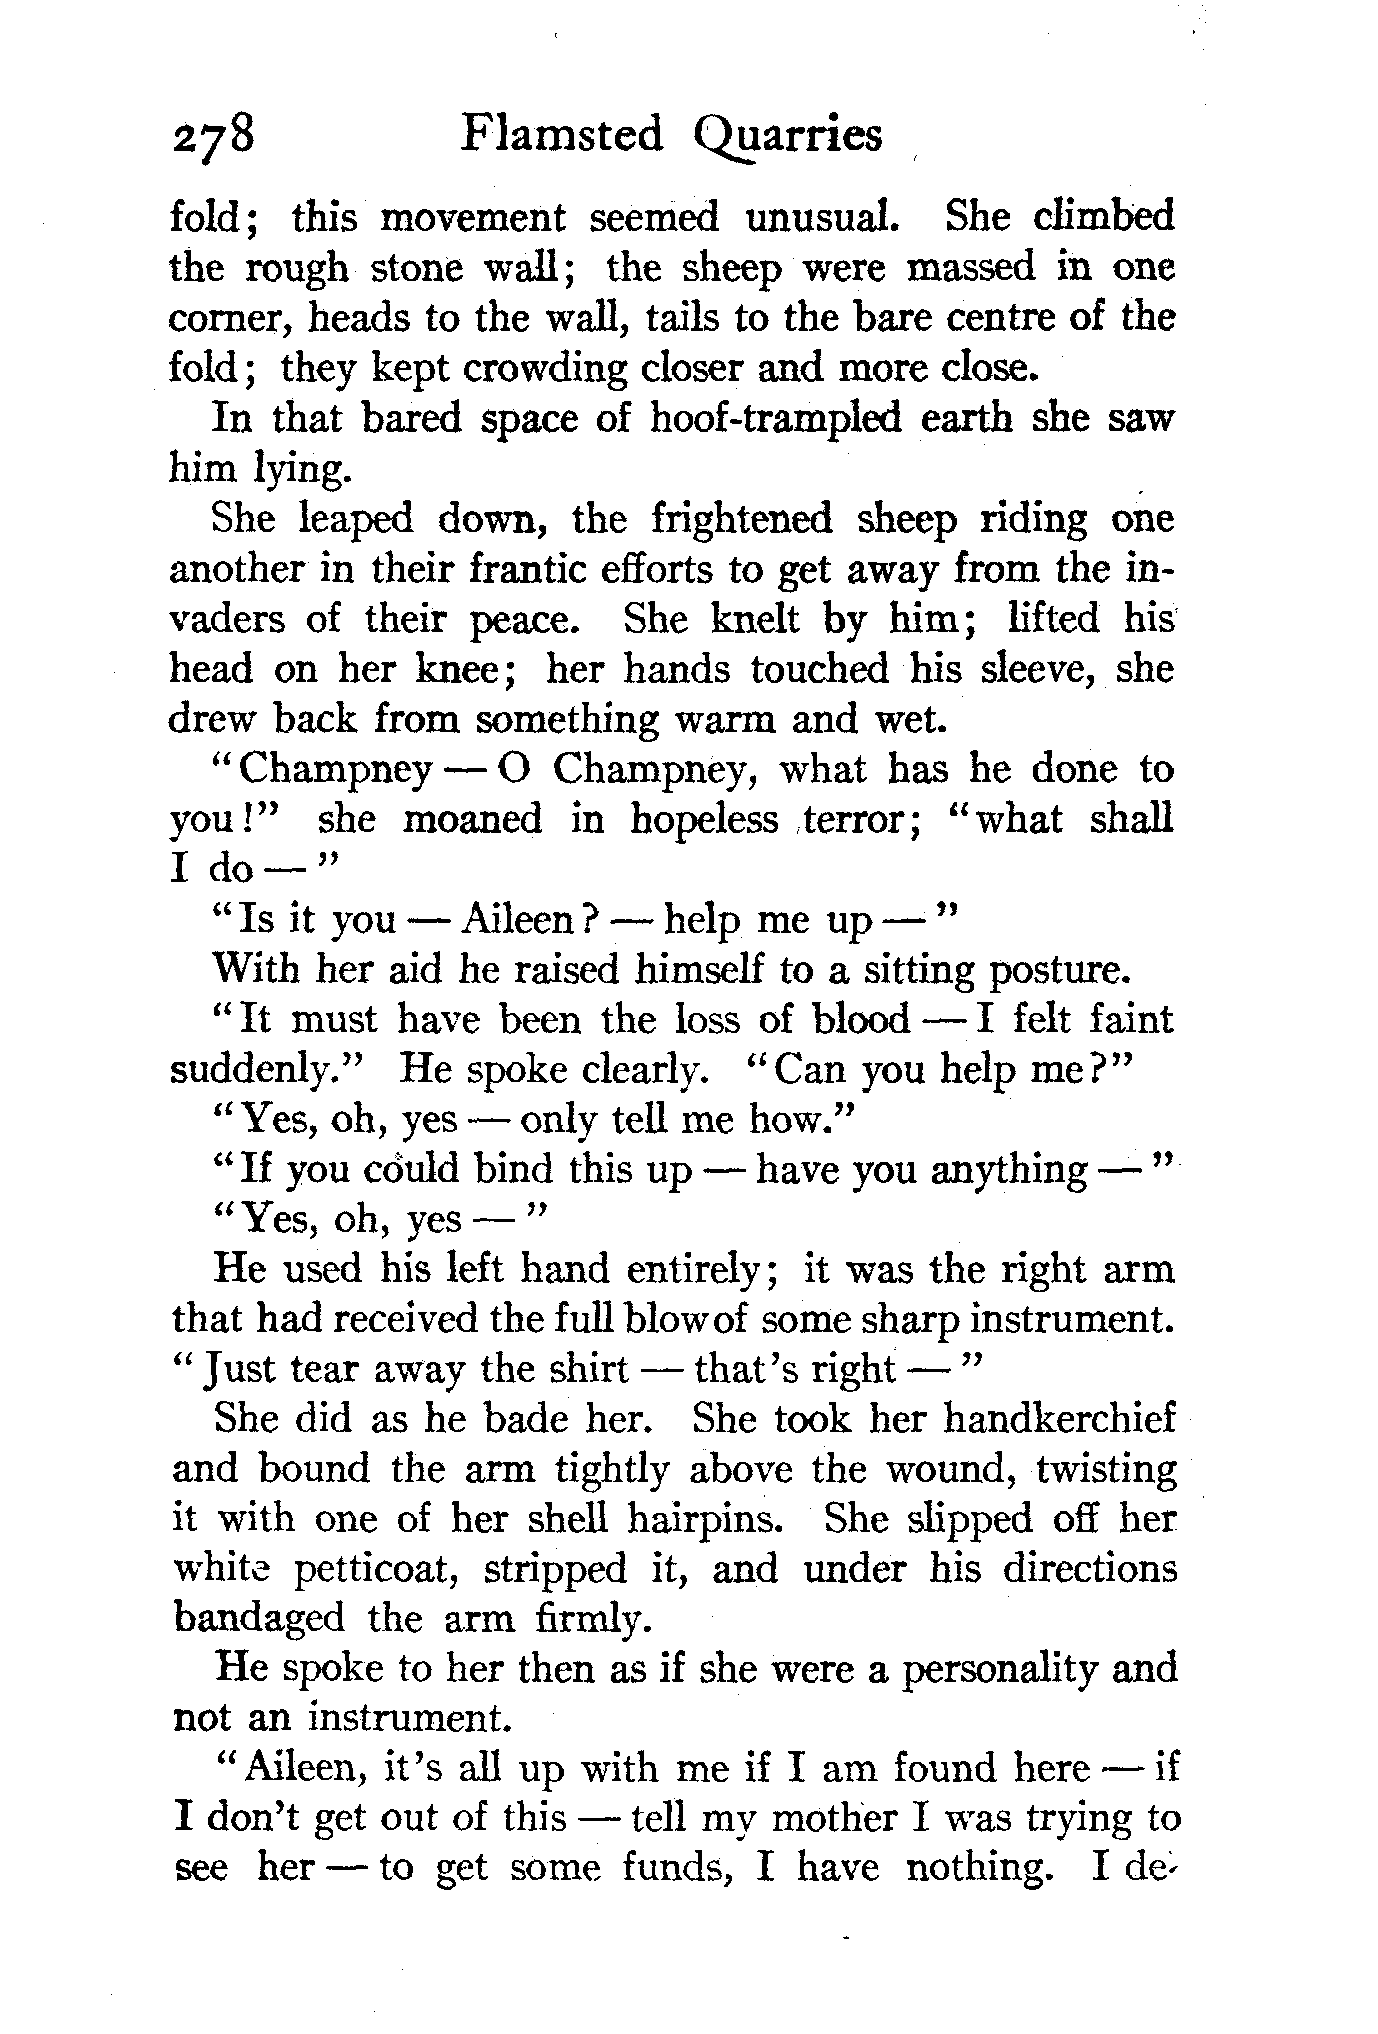 278 Flamsted Quarries
fold; this movement seemed unusual. She climbed
the rough stone wall; the sheep were massed in one
corner, heads to the wall, tails to the bare centre of the
fold; they kept crowding closer and more close.
In that bared space of hoof-trampled earth she saw
him lying.
She leaped down, the frightened sheep riding one
another in their frantic efforts to get away from the in-
vaders of their peace. She knelt by him; lifted his
head on her knee; her hands touched his sleeve, she
drew back from something warm and wet.
"Champney — O Champney, what has he done to
you!" she moaned in hopeless terror; "what shall
I do — "
"Is it you — Aileen? — help me up — "
With her aid he raised himself to a sitting posture.
"It must have been the loss of blood — I felt faint
suddenly." He spoke clearly. "Can you help me?"
"Yes, oh, yes — only tell me how."
"If you could bind this up — have you anything — "
"Yes, oh, yes — "
He used his left hand entirely; it was the right arm
that had received the full blow of some sharp instrument.
"Just tear away the shirt — that's right — "
She did as he bade her. She took her handkerchief
and bound the arm tightly above the wound, twisting
it with one of her shell hairpins. She slipped off her
white petticoat, stripped it, and under his directions
bandaged the arm firmly.
He spoke to her then as if she were a personality and
not an instrument.
"Aileen, it's all up with me if I am found here — if
I don't get out of this — tell my mother I was trying to
see her — to get some funds, I have nothing. I de-